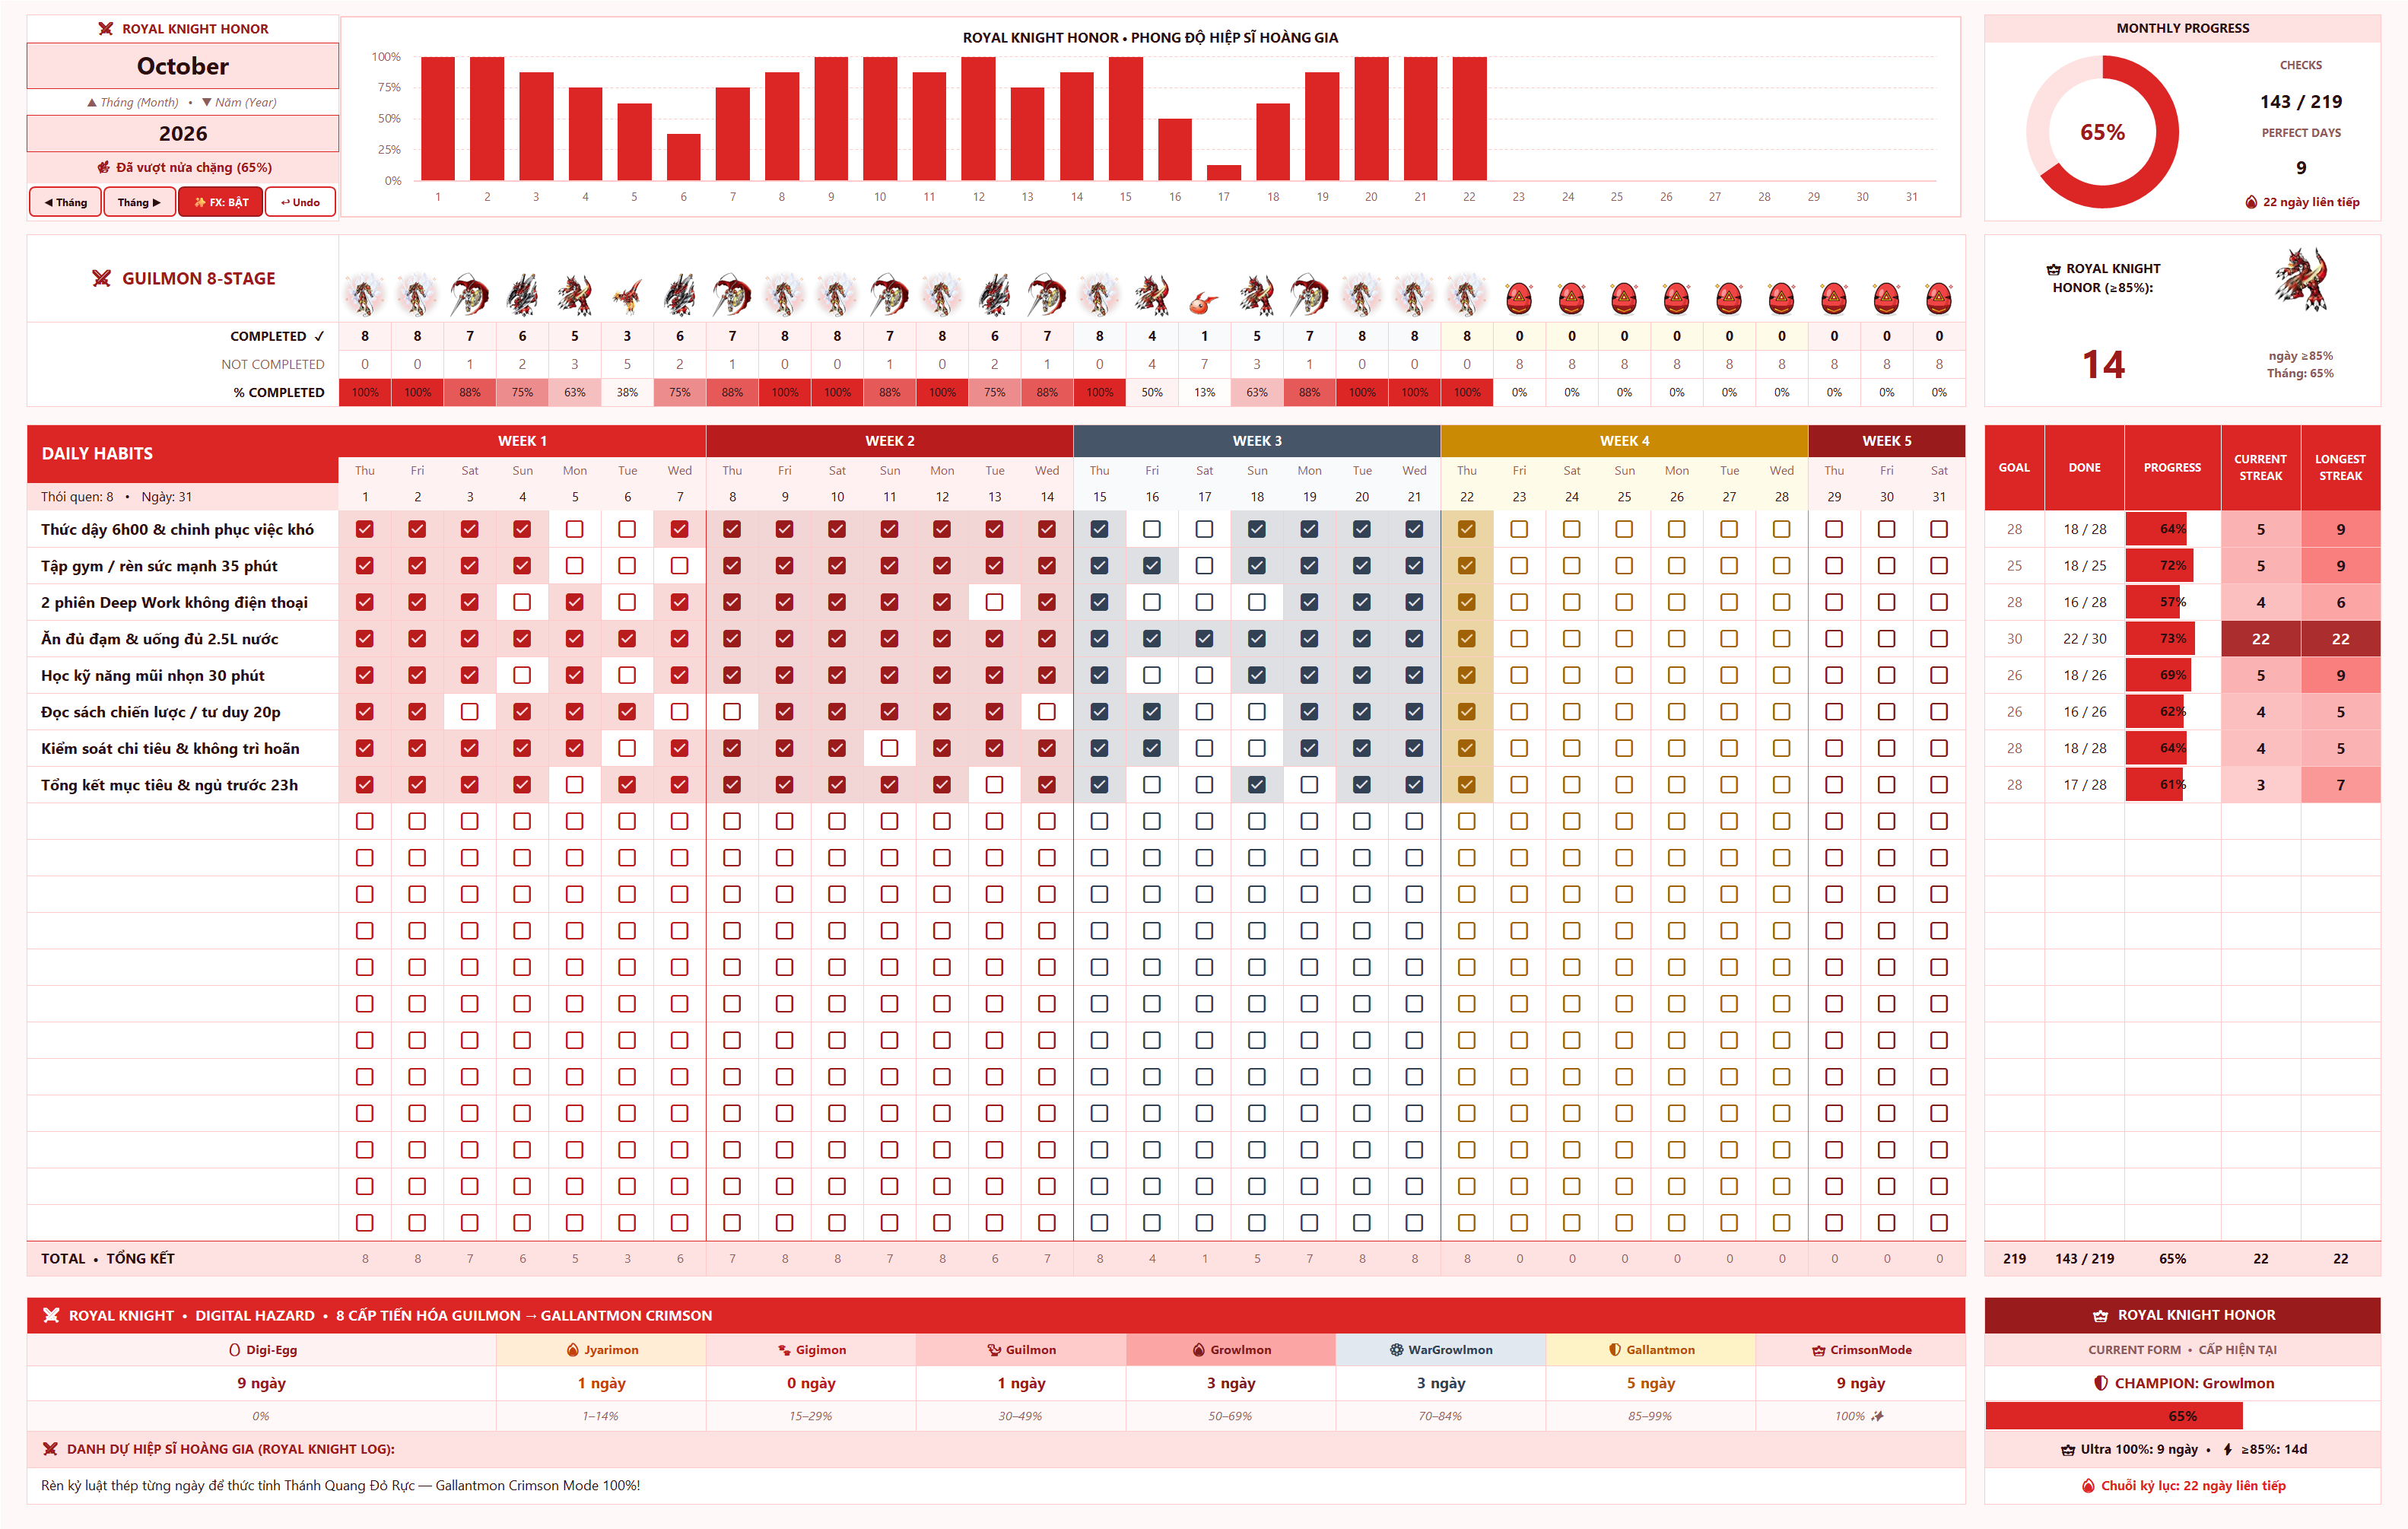 ROYAL KNIGHT HONOR
October
▲ Tháng (Month) • ▼ Năm (Year)
2026
Đã vượt nửa chặng (65%)
◀ Tháng Tháng ▶ FX: BẬT ↩ Undo
ROYAL KNIGHT HONOR • PHONG ĐỘ HIỆP SĨ HOÀNG GIA
100%
75%
50%
25%
0%
1 2 3 4 5 6 7 8 9 10 11 12 13 14 15 16 17 18 19 20 21 22 23 24 25 26 27 28 29 30 31
MONTHLY PROGRESS
65%
CHECKS
143 / 219
PERFECT DAYS
9
22 ngày liên tiếp
GUILMON 8-STAGE
COMPLETED ✓ 8 8 7 6 5 3 6 7 8 8 7 8 6 7 8 4 1 5 7 8 8 8 0 0 0 0 0 0 0 0 0
NOT COMPLETED 0 0 1 2 3 5 2 1 0 0 1 0 2 1 0 4 7 3 1 0 0 0 8 8 8 8 8 8 8 8 8
% COMPLETED 100% 100% 88% 75% 63% 38% 75% 88% 100% 100% 88% 100% 75% 88% 100% 50% 13% 63% 88% 100% 100% 100% 0% 0% 0% 0% 0% 0% 0% 0% 0%
ROYAL KNIGHT
HONOR (≥85%):
14
ngày ≥85%
Tháng: 65%
DAILY HABITS WEEK 1 WEEK 2 WEEK 3 WEEK 4 WEEK 5
Thu Fri Sat Sun Mon Tue Wed Thu Fri Sat Sun Mon Tue Wed Thu Fri Sat Sun Mon Tue Wed Thu Fri Sat Sun Mon Tue Wed Thu Fri Sat
Thói quen: 8 • Ngày: 31 1 2 3 4 5 6 7 8 9 10 11 12 13 14 15 16 17 18 19 20 21 22 23 24 25 26 27 28 29 30 31
GOAL DONE PROGRESS CURRENT STREAK LONGEST STREAK
Thức dậy 6h00 & chinh phục việc khó 28 18 / 28 64% 5 9
Tập gym / rèn sức mạnh 35 phút 25 18 / 25 72% 5 9
2 phiên Deep Work không điện thoại 28 16 / 28 57% 4 6
Ăn đủ đạm & uống đủ 2.5L nước 30 22 / 30 73% 22 22
Học kỹ năng mũi nhọn 30 phút 26 18 / 26 69% 5 9
Đọc sách chiến lược / tư duy 20p 26 16 / 26 62% 4 5
Kiểm soát chi tiêu & không trì hoãn 28 18 / 28 64% 4 5
Tổng kết mục tiêu & ngủ trước 23h 28 17 / 28 61% 3 7
TOTAL • TỔNG KẾT 8 8 7 6 5 3 6 7 8 8 7 8 6 7 8 4 1 5 7 8 8 8 0 0 0 0 0 0 0 0 0 219 143 / 219 65% 22 22
ROYAL KNIGHT • DIGITAL HAZARD • 8 CẤP TIẾN HÓA GUILMON → GALLANTMON CRIMSON
Digi-Egg Jyarimon Gigimon Guilmon Growlmon WarGrowlmon Gallantmon CrimsonMode
9 ngày 1 ngày 0 ngày 1 ngày 3 ngày 3 ngày 5 ngày 9 ngày
0% 1–14% 15–29% 30–49% 50–69% 70–84% 85–99% 100%
DANH DỰ HIỆP SĨ HOÀNG GIA (ROYAL KNIGHT LOG):
Rèn kỷ luật thép từng ngày để thức tỉnh Thánh Quang Đỏ Rực — Gallantmon Crimson Mode 100%!
ROYAL KNIGHT HONOR
CURRENT FORM • CẤP HIỆN TẠI
CHAMPION: Growlmon
65%
Ultra 100%: 9 ngày • ≥85%: 14d
Chuỗi kỷ lục: 22 ngày liên tiếp